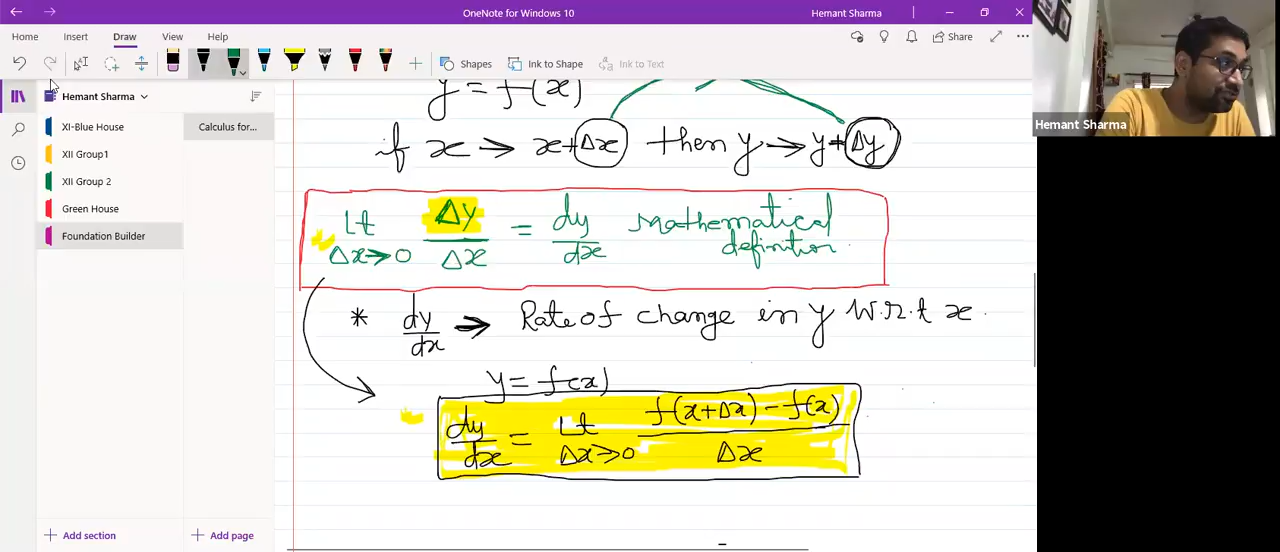 OneNote for Windows 10
Hemant Sharma
Home Insert Draw View Help
Share
Shapes Ink to Shape Ink to Text
Hemant Sharma
Calculus for...
XI-Blue House
XII Group1
XII Group 2
Green House
Foundation Builder
Add section
Add page
y = f(x)
if x → x+Δx then y → y+Δy
Lt Δx→0 Δy/Δx = dy/dx Mathematical definition
* dy/dx → Rate of change in y w.r.t x.
y = f(x)
dy/dx = Lt Δx→0 f(x+Δx) − f(x) / Δx
Hemant Sharma